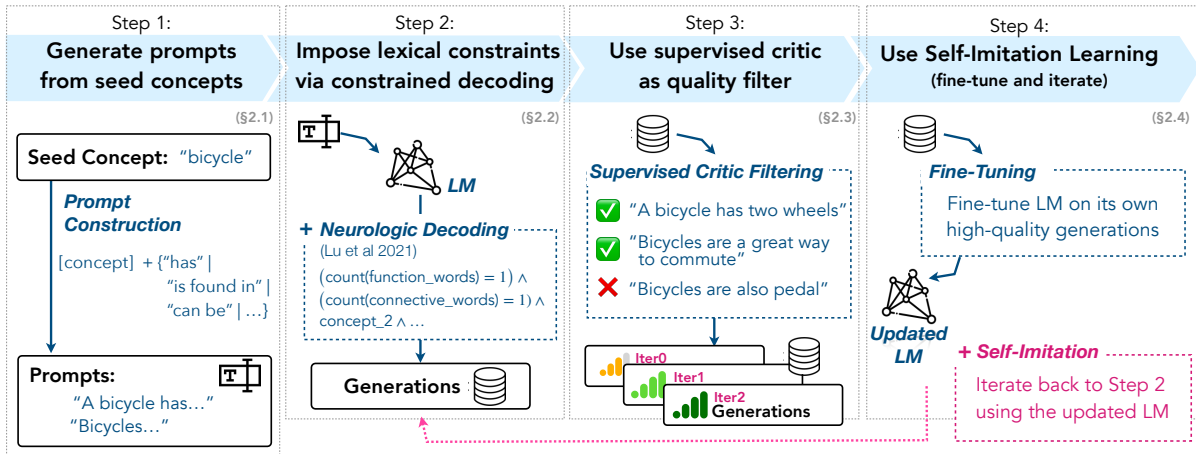 Step 1:
Generate prompts
from seed concepts
(§2.1)
Seed Concept: "bicycle"
Prompt
Construction
[concept] + {"has" |
"is found in" |
"can be" | …}
Prompts:
T
"A bicycle has…"
"Bicycles…"
Step 2:
Impose lexical constraints
via constrained decoding
(§2.2)
T
LM
+ Neurologic Decoding
(Lu et al 2021)
(count(function_words) = 1) ∧
(count(connective_words) = 1) ∧
concept_2 ∧ …
Generations
Step 3:
Use supervised critic
as quality filter
(§2.3)
Supervised Critic Filtering
"A bicycle has two wheels"
"Bicycles are a great way
to commute"
"Bicycles are also pedal"
Iter0
Iter1
Iter2
Generations
Step 4:
Use Self-Imitation Learning
(fine-tune and iterate)
(§2.4)
Fine-Tuning
Fine-tune LM on its own
high-quality generations
Updated
LM
+ Self-Imitation
Iterate back to Step 2
using the updated LM